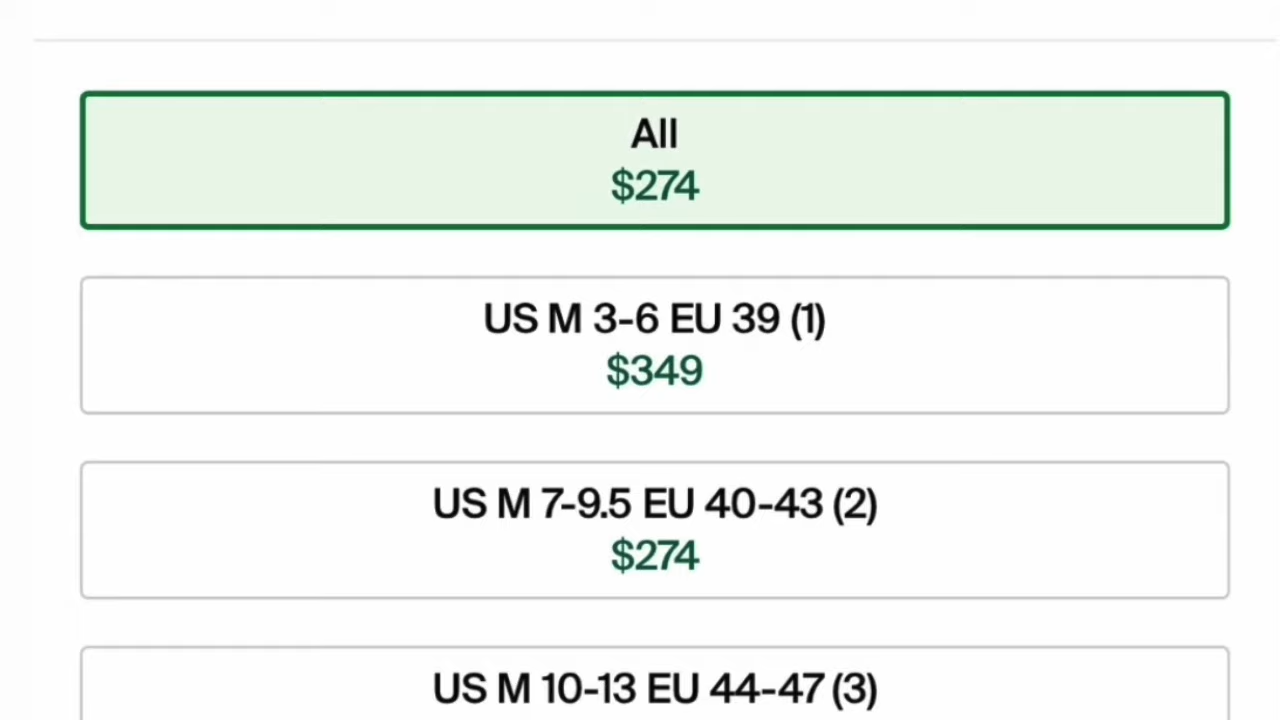 All
$274
US M 3-6 EU 39 (1)
$349
US M 7-9.5 EU 40-43 (2)
$274
US M 10-13 EU 44-47 (3)